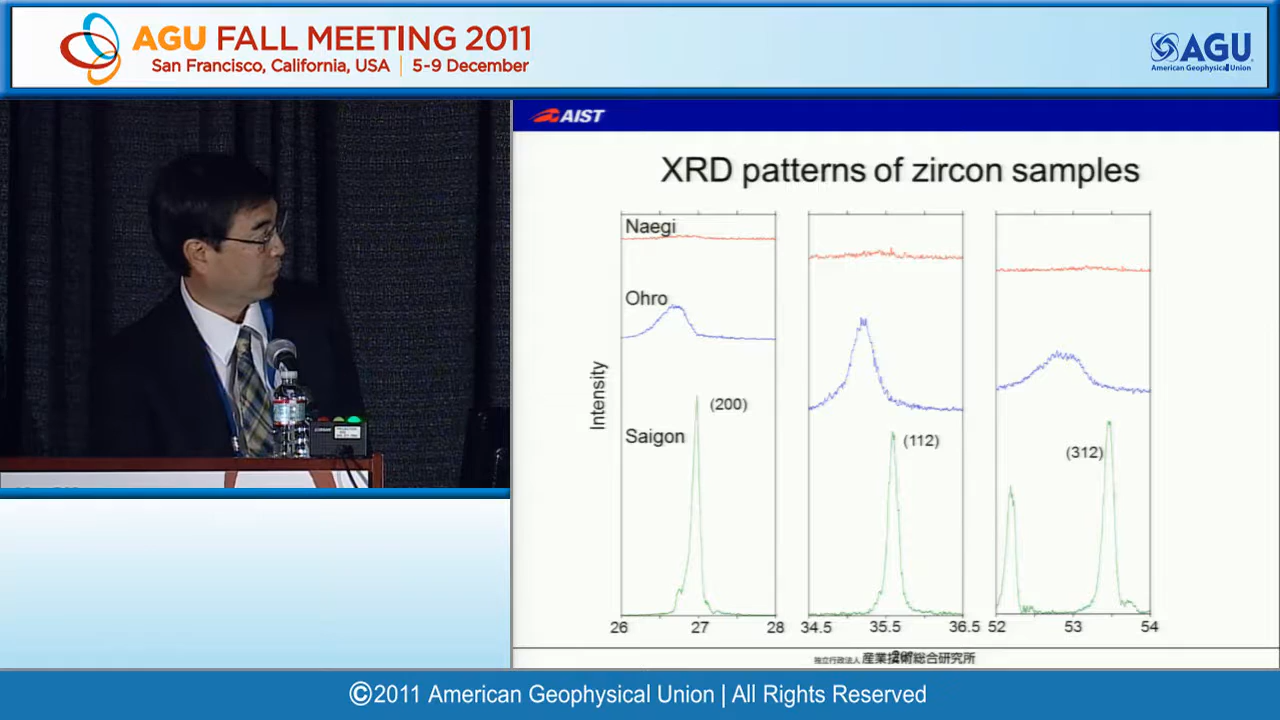 AGU FALL MEETING 2011
San Francisco, California, USA | 5-9 December
AGU
American Geophysical Union
AIST
XRD patterns of zircon samples
Naegi
Ohro
Saigon
Intensity
(200)
(112)
(312)
26 27 28 34.5 35.5 36.5 52 53 54
独立行政法人 産業技術総合研究所
©2011 American Geophysical Union | All Rights Reserved